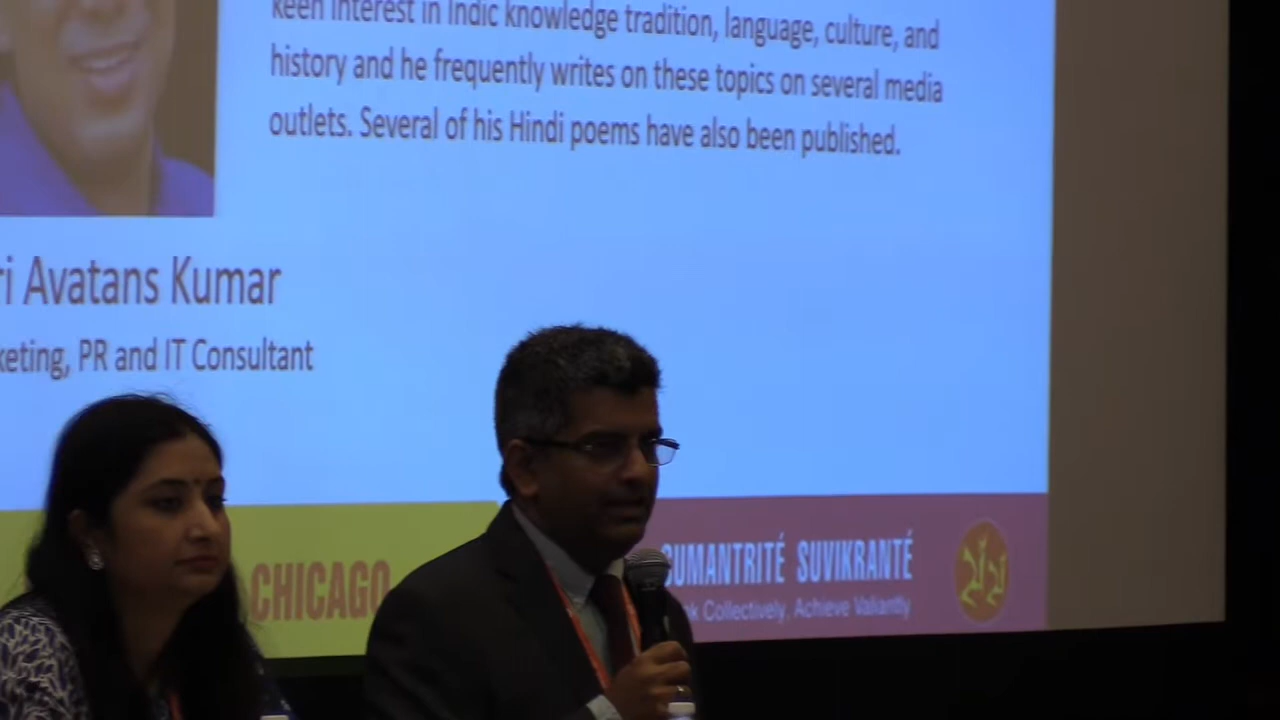 keen interest in Indic knowledge tradition, language, culture, and
history and he frequently writes on these topics on several media
outlets. Several of his Hindi poems have also been published.
ri Avatans Kumar
keting, PR and IT Consultant
CHICAGO
SUMANTRITÉ SUVIKRANTÉ
nk Collectively, Achieve Valiantly